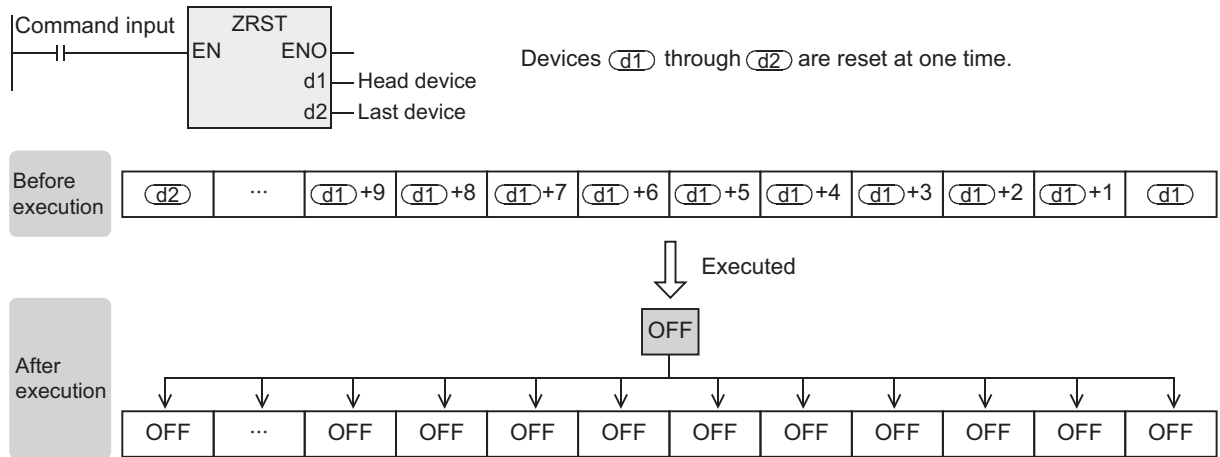 Command input
ZRST
EN ENO
d1 Head device
d2 Last device
Devices d1 through d2 are reset at one time.
Before execution
d2 ... d1+9 d1+8 d1+7 d1+6 d1+5 d1+4 d1+3 d1+2 d1+1 d1
Executed
OFF
After execution
OFF ... OFF OFF OFF OFF OFF OFF OFF OFF OFF OFF